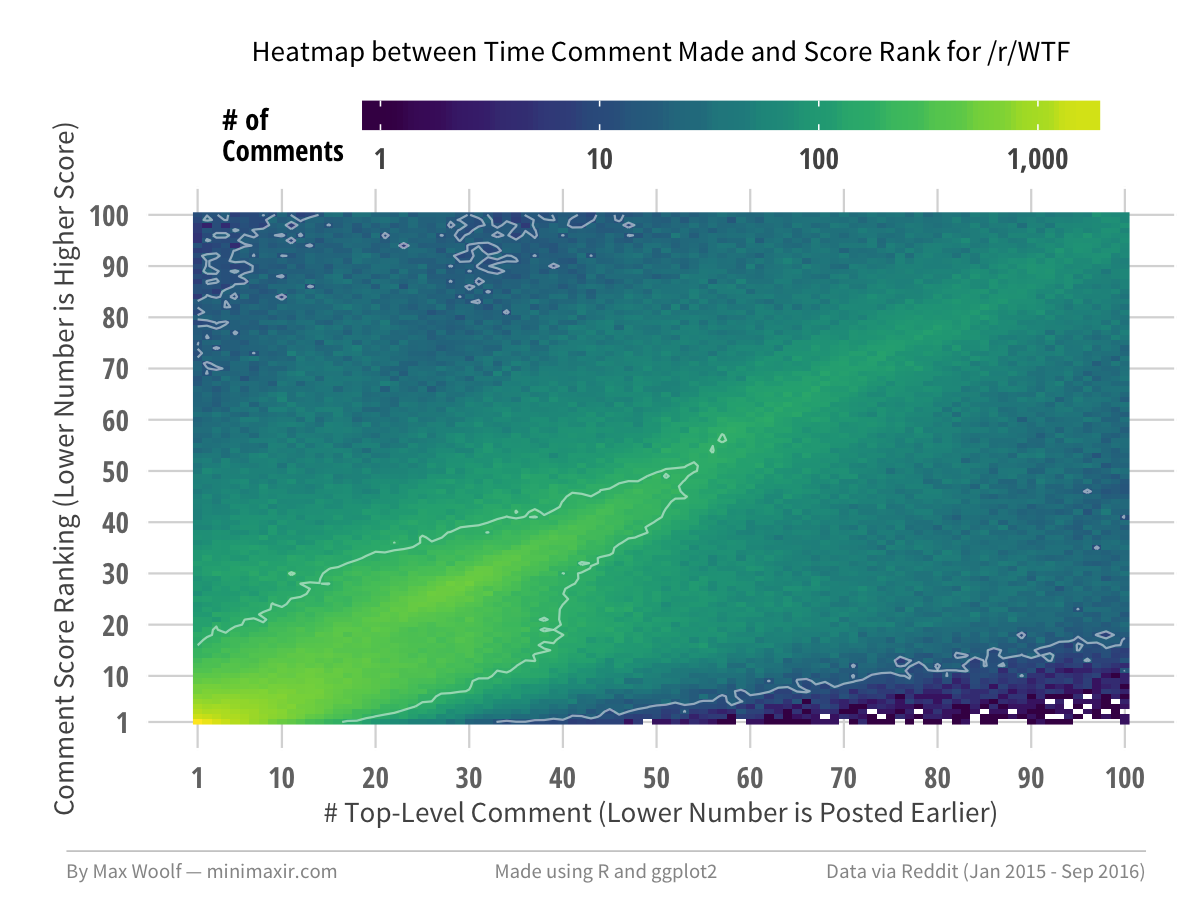 Heatmap between Time Comment Made and Score Rank for /r/WTF
# of
Comments
1 10 100 1,000
Comment Score Ranking (Lower Number is Higher Score)
100
90
80
70
60
50
40
30
20
10
1
1 10 20 30 40 50 60 70 80 90 100
# Top-Level Comment (Lower Number is Posted Earlier)
By Max Woolf — minimaxir.com
Made using R and ggplot2
Data via Reddit (Jan 2015 - Sep 2016)